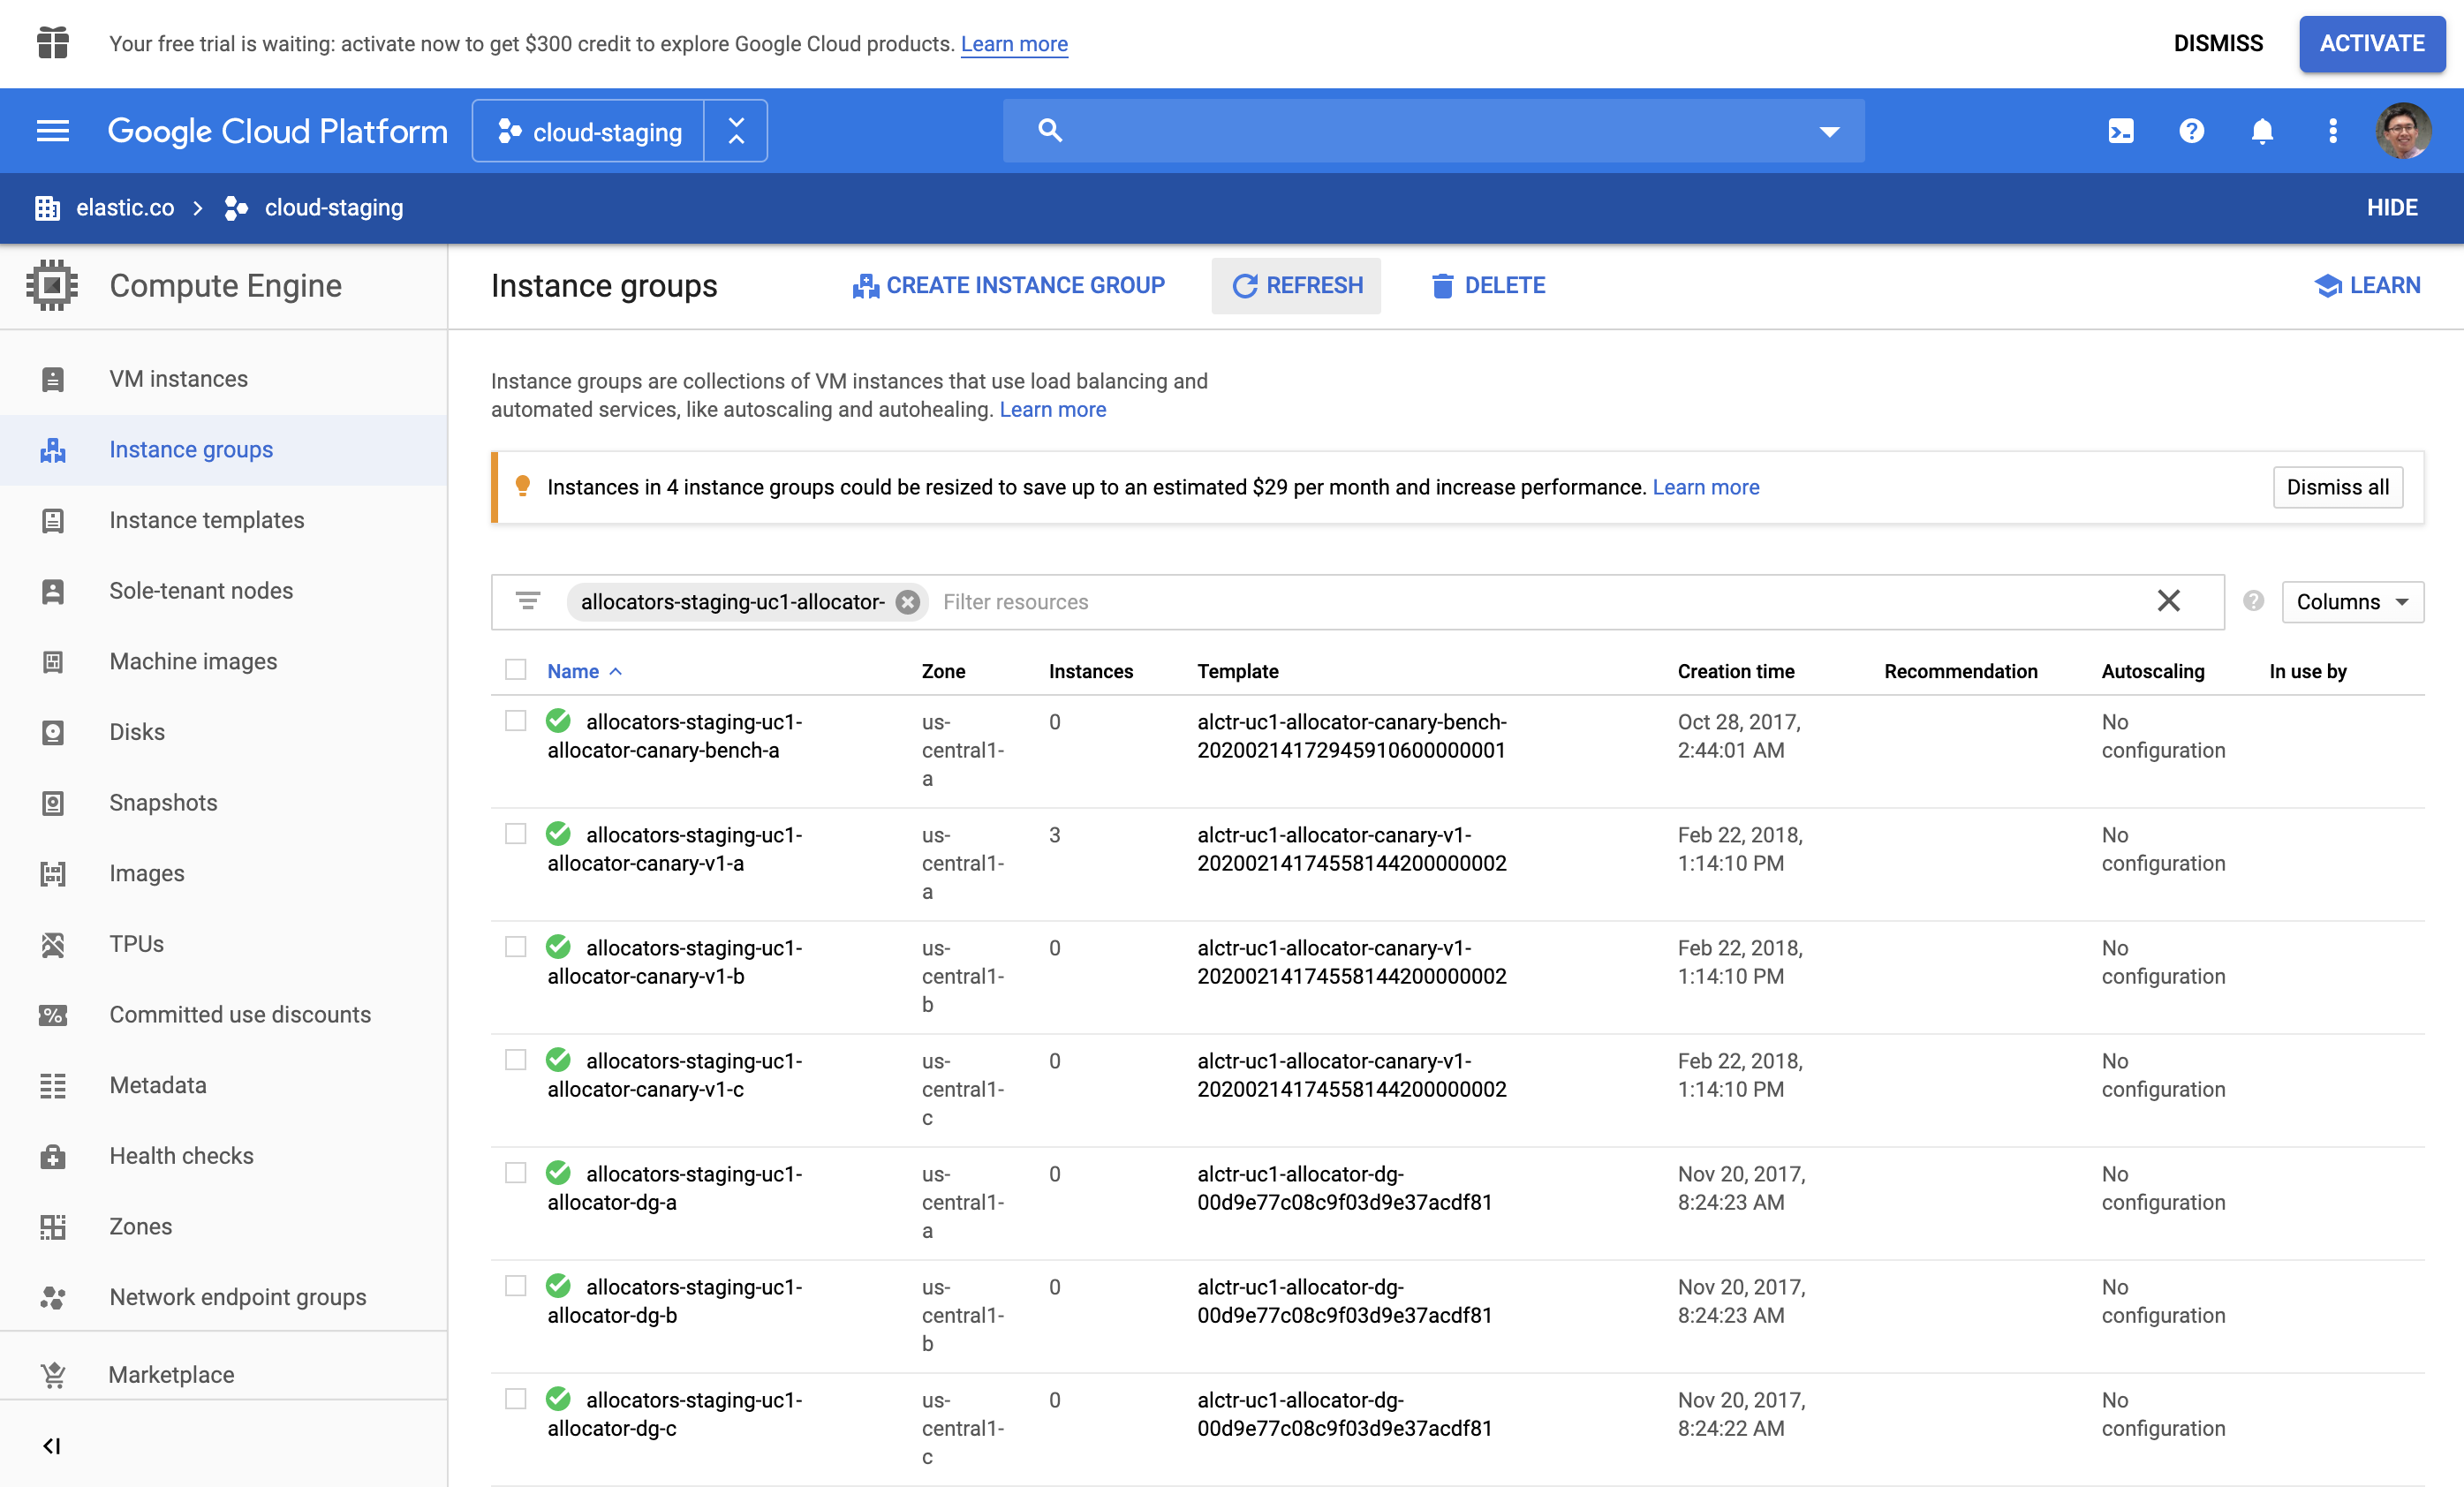 Your free trial is waiting: activate now to get $300 credit to explore Google Cloud products. Learn more
DISMISS
ACTIVATE
Google Cloud Platform
cloud-staging
elastic.co
cloud-staging
HIDE
Compute Engine
Instance groups
CREATE INSTANCE GROUP
REFRESH
DELETE
LEARN
VM instances
Instance groups
Instance templates
Sole-tenant nodes
Machine images
Disks
Snapshots
Images
TPUs
Committed use discounts
Metadata
Health checks
Zones
Network endpoint groups
Marketplace
Instance groups are collections of VM instances that use load balancing and
automated services, like autoscaling and autohealing. Learn more
Instances in 4 instance groups could be resized to save up to an estimated $29 per month and increase performance. Learn more
Dismiss all
allocators-staging-uc1-allocator-
Filter resources
Columns
Name Zone Instances Template Creation time Recommendation Autoscaling In use by
allocators-staging-uc1- us- 0 alctr-uc1-allocator-canary-bench- Oct 28, 2017, No
allocator-canary-bench-a central1- 20200214172945910600000001 2:44:01 AM configuration
a
allocators-staging-uc1- us- 3 alctr-uc1-allocator-canary-v1- Feb 22, 2018, No
allocator-canary-v1-a central1- 20200214174558144200000002 1:14:10 PM configuration
a
allocators-staging-uc1- us- 0 alctr-uc1-allocator-canary-v1- Feb 22, 2018, No
allocator-canary-v1-b central1- 20200214174558144200000002 1:14:10 PM configuration
b
allocators-staging-uc1- us- 0 alctr-uc1-allocator-canary-v1- Feb 22, 2018, No
allocator-canary-v1-c central1- 20200214174558144200000002 1:14:10 PM configuration
c
allocators-staging-uc1- us- 0 alctr-uc1-allocator-dg- Nov 20, 2017, No
allocator-dg-a central1- 00d9e77c08c9f03d9e37acdf81 8:24:23 AM configuration
a
allocators-staging-uc1- us- 0 alctr-uc1-allocator-dg- Nov 20, 2017, No
allocator-dg-b central1- 00d9e77c08c9f03d9e37acdf81 8:24:23 AM configuration
b
allocators-staging-uc1- us- 0 alctr-uc1-allocator-dg- Nov 20, 2017, No
allocator-dg-c central1- 00d9e77c08c9f03d9e37acdf81 8:24:22 AM configuration
c